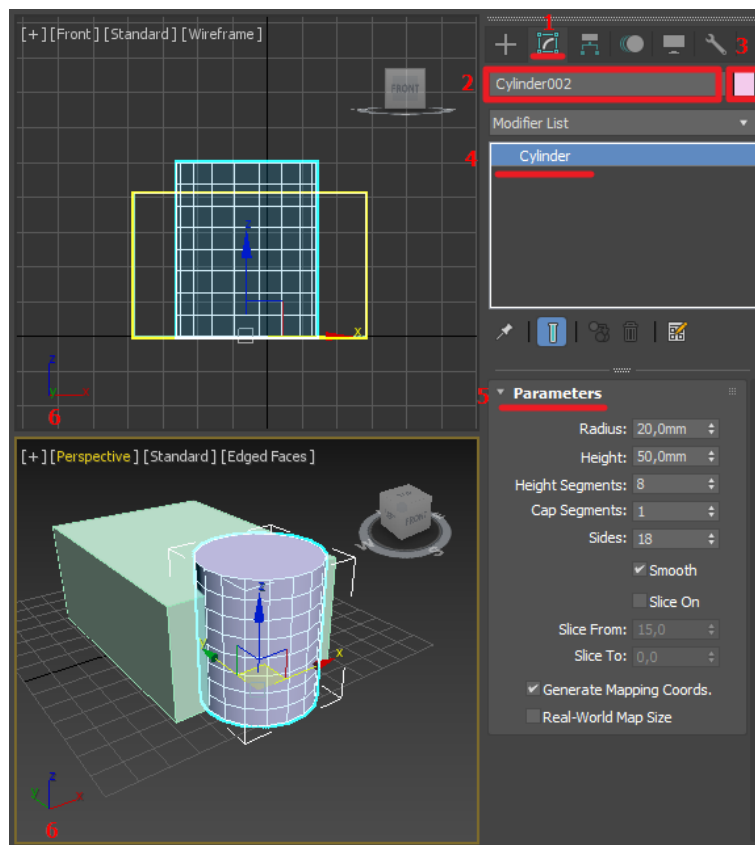 1
[+] [Front] [Standard] [Wireframe]
3
FRONT
2
Cylinder002
Modifier List
4
Cylinder
z
x
z
y
x
6
5
Parameters
Radius: 20,0mm
Height: 50,0mm
Height Segments: 8
Cap Segments: 1
Sides: 18
Smooth
Slice On
Slice From: 15,0
Slice To: 0,0
Generate Mapping Coords.
Real-World Map Size
[+] [Perspective] [Standard] [Edged Faces]
FRONT
W
S
z
y
x
z
y
x
6